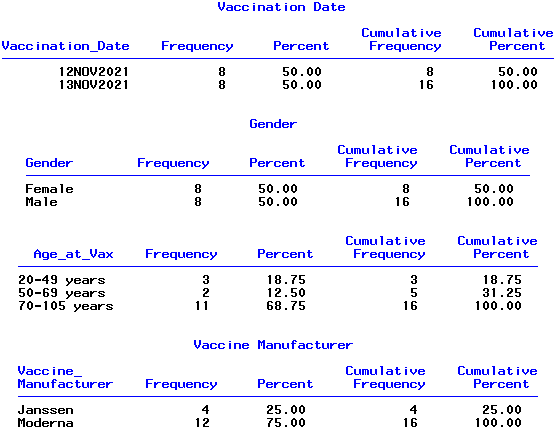 Vaccination Date
Cumulative Cumulative
Vaccination_Date Frequency Percent Frequency Percent
12NOV2021 8 50.00 8 50.00
13NOV2021 8 50.00 16 100.00
Gender
Cumulative Cumulative
Gender Frequency Percent Frequency Percent
Female 8 50.00 8 50.00
Male 8 50.00 16 100.00
Cumulative Cumulative
Age_at_Vax Frequency Percent Frequency Percent
20-49 years 3 18.75 3 18.75
50-69 years 2 12.50 5 31.25
70-105 years 11 68.75 16 100.00
Vaccine Manufacturer
Vaccine_ Cumulative Cumulative
Manufacturer Frequency Percent Frequency Percent
Janssen 4 25.00 4 25.00
Moderna 12 75.00 16 100.00